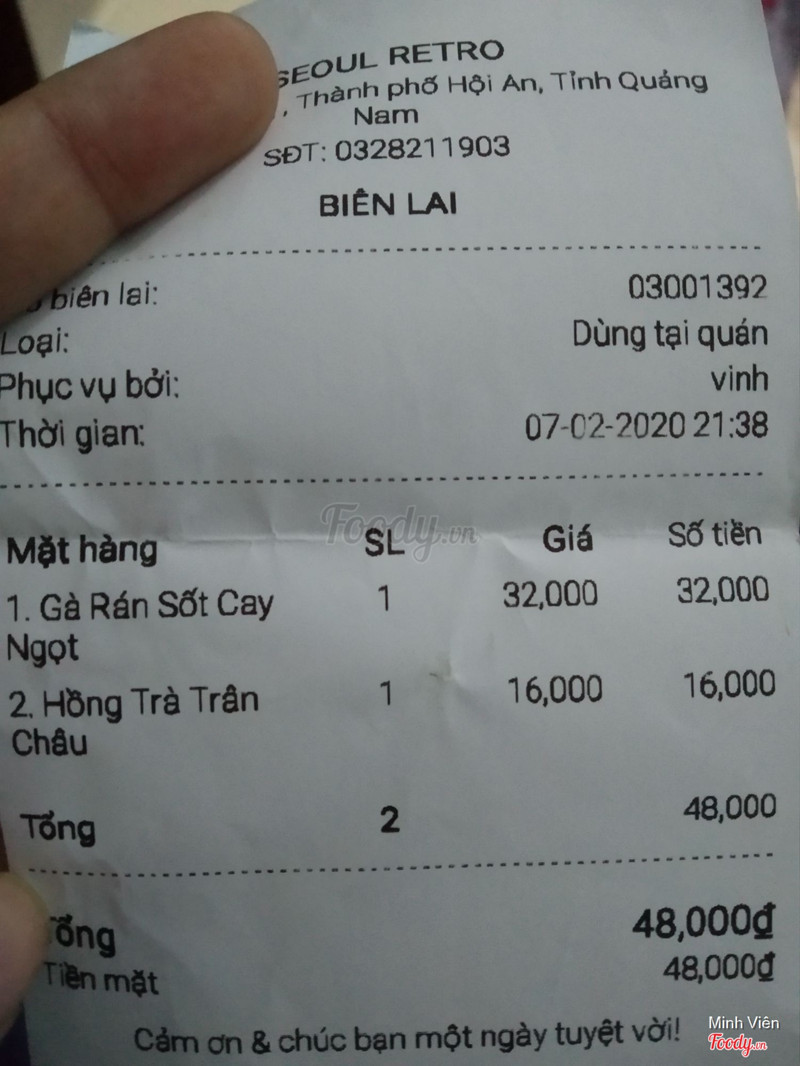 SEOUL RETRO
, Thành phố Hội An, Tỉnh Quảng
Nam
SĐT: 0328211903
BIÊN LAI
biên lai: 03001392
Loại: Dùng tại quán
Phục vụ bởi: vinh
Thời gian: 07-02-2020 21:38
Foody.vn
Mặt hàng SL Giá Số tiền
1. Gà Rán Sốt Cay 1 32,000 32,000
Ngọt
2. Hồng Trà Trân 1 16,000 16,000
Châu
Tổng 2 48,000
Tổng 48,000₫
Tiền mặt 48,000₫
Cảm ơn & chúc bạn một ngày tuyệt vời!
Minh Viên
Foody.vn